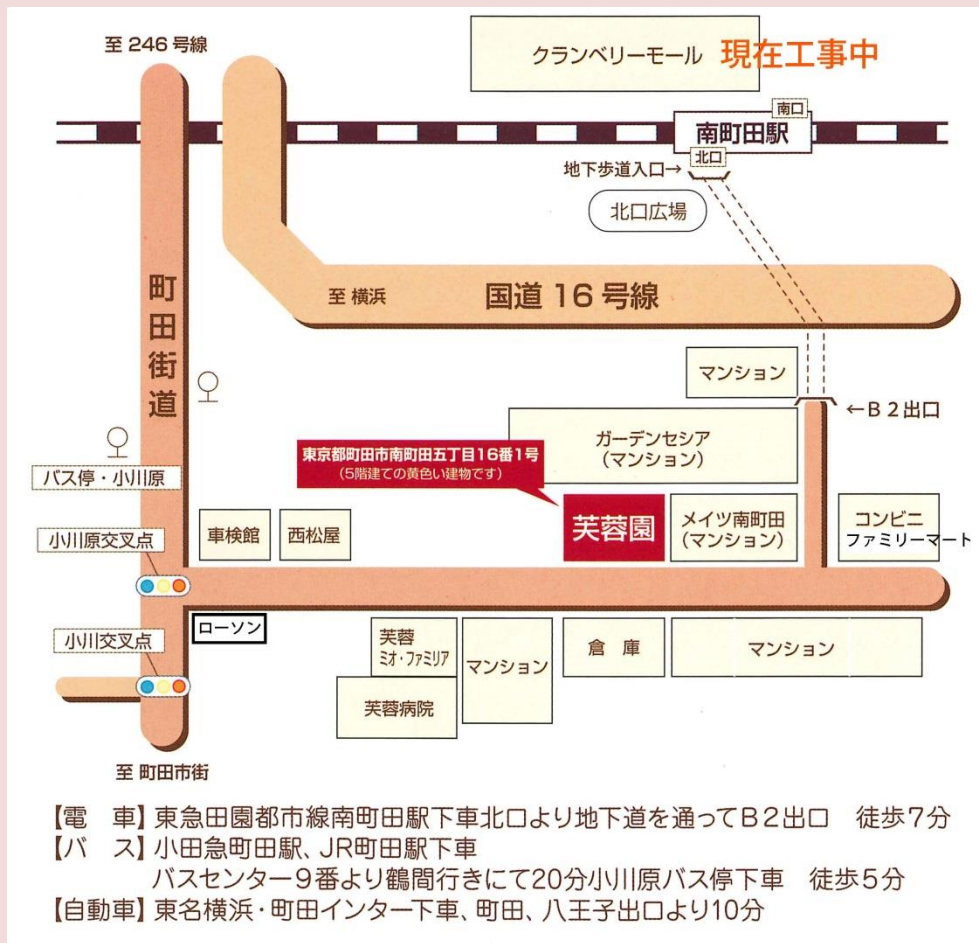 至 246 号線
クランベリーモール 現在工事中
南口
南町田駅
北口
地下歩道入口→
北口広場
町田街道
至 横浜
国道 16 号線
マンション
←B 2 出口
ガーデンセシア
(マンション)
東京都町田市南町田五丁目16番1号
(5階建ての黄色い建物です)
バス停・小川原
小川原交叉点
車検館
西松屋
芙蓉園
メイツ南町田
(マンション)
コンビニ
ファミリーマート
ローソン
小川交叉点
芙蓉
ミオ・ファミリア
マンション
倉 庫
マンション
芙蓉病院
至 町田市街
【電 車】東急田園都市線南町田駅下車北口より地下道を通ってB2出口 徒歩7分
【バ ス】小田急町田駅、JR町田駅下車
バスセンター9番より鶴間行きにて20分小川原バス停下車 徒歩5分
【自動車】東名横浜・町田インター下車、町田、八王子出口より10分